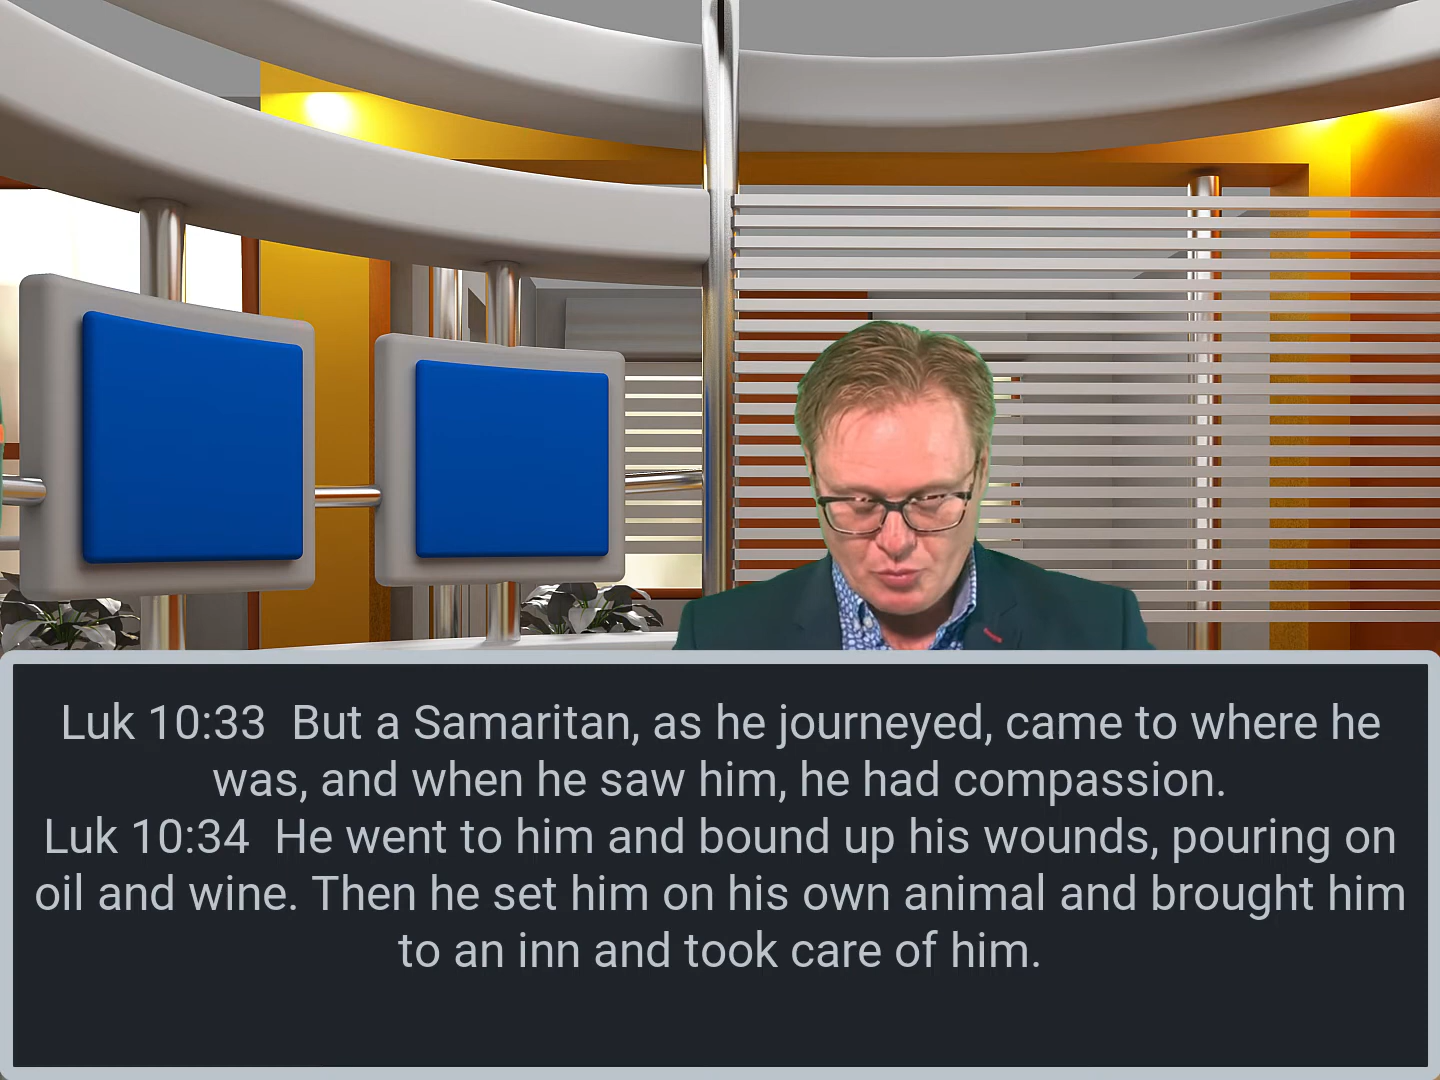 Luk 10:33  But a Samaritan, as he journeyed, came to where he
was, and when he saw him, he had compassion.
Luk 10:34  He went to him and bound up his wounds, pouring on
oil and wine. Then he set him on his own animal and brought him
to an inn and took care of him.